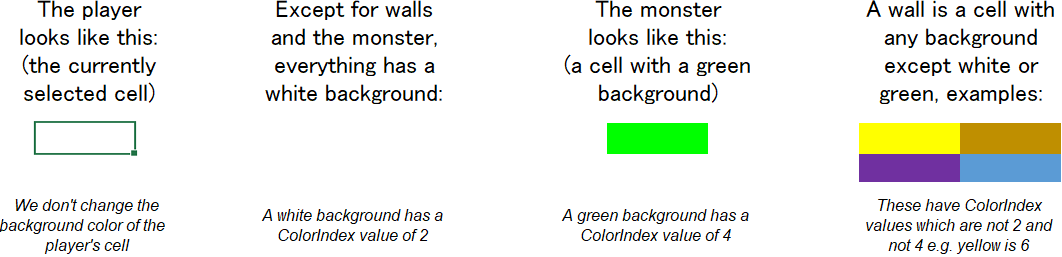 The player
looks like this:
(the currently
selected cell)
We don't change the
background color of the
player's cell
Except for walls
and the monster,
everything has a
white background:
A white background has a
ColorIndex value of 2
The monster
looks like this:
(a cell with a green
background)
A green background has a
ColorIndex value of 4
A wall is a cell with
any background
except white or
green, examples:
These have ColorIndex
values which are not 2 and
not 4 e.g. yellow is 6